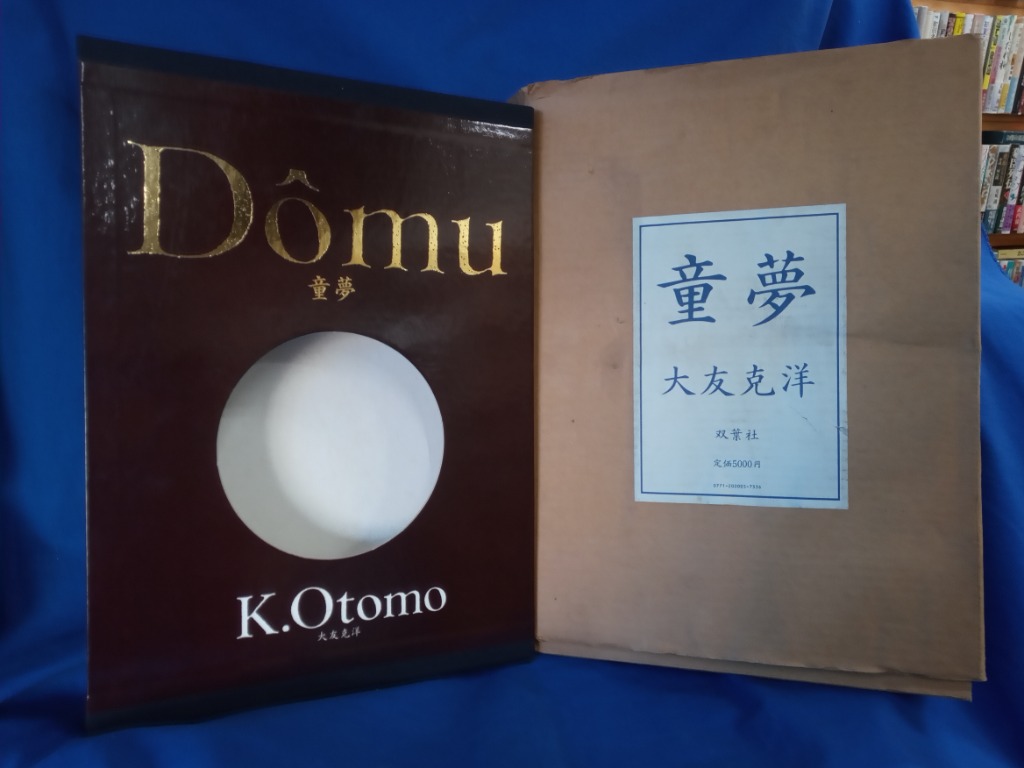 Dômu
童夢
K.Otomo
大友克洋
童夢
大友克洋
双葉社
定価5000円